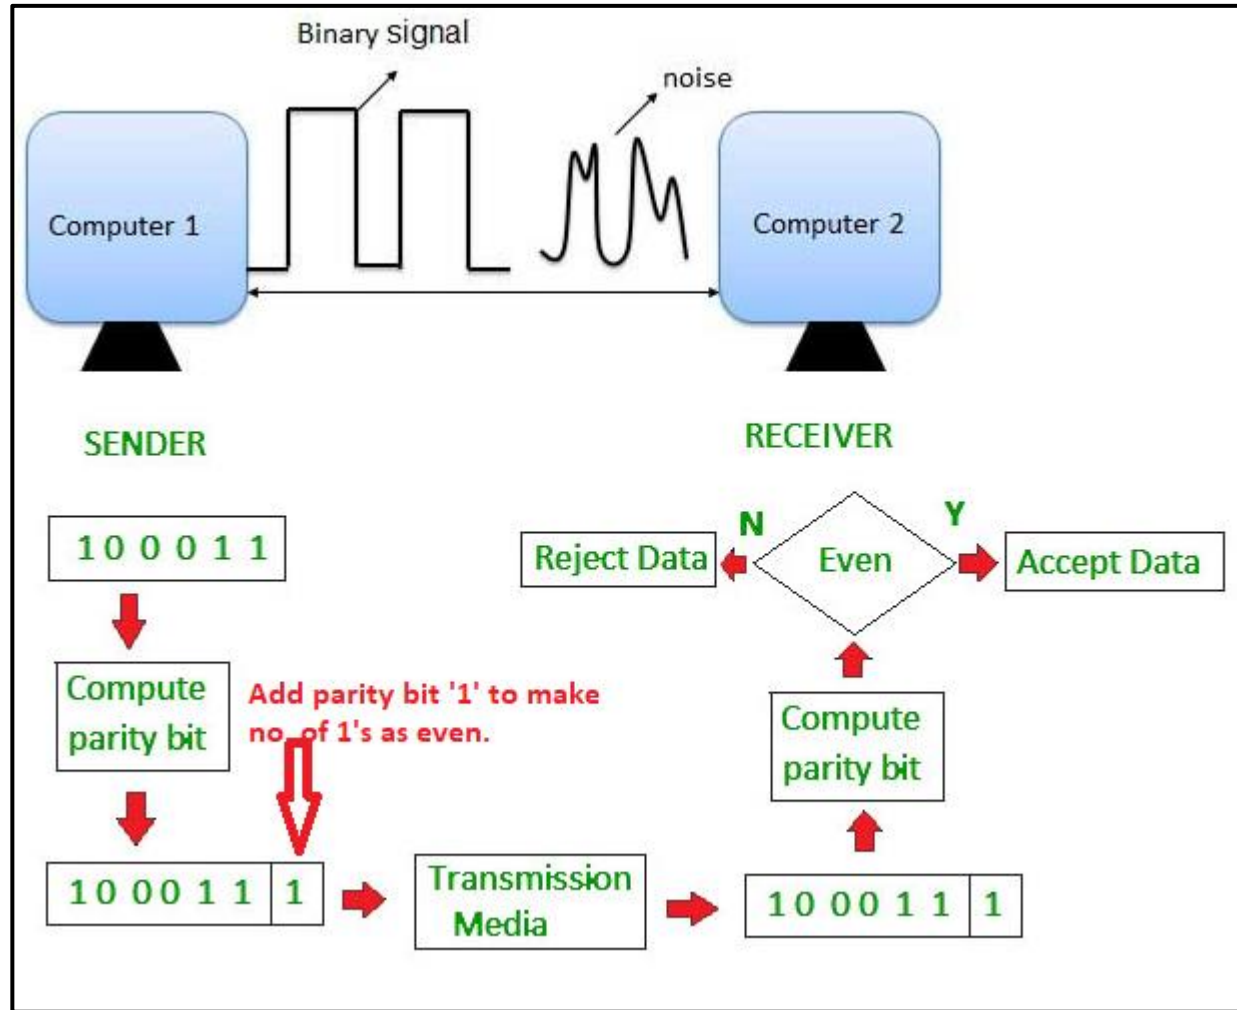 Binary signal
noise
Computer 1
Computer 2
SENDER
RECEIVER
1 0 0 0 1 1
N
Y
Reject Data
Even
Accept Data
Compute
parity bit
Add parity bit '1' to make
no. of 1's as even.
Compute
parity bit
1 0 0 0 1 1 1
Transmission
Media
1 0 0 0 1 1 1